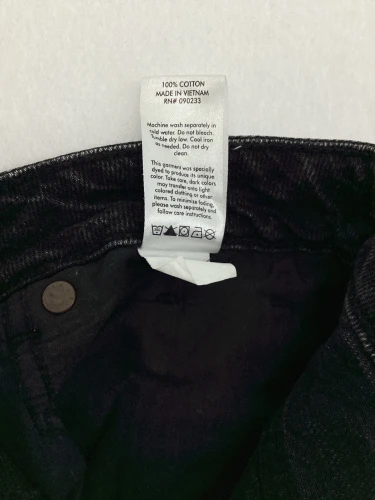 100% COTTON
MADE IN VIETNAM
RN# 090233
Machine wash separately in
cold water. Do not bleach.
Tumble dry low. Cool iron
as needed. Do not dry
clean.
This garment was specially
dyed to produce its unique
color. Take care, dark colors
may transfer onto light
colored clothing or other
items. To minimize fading,
please wash separately and
follow care instructions.